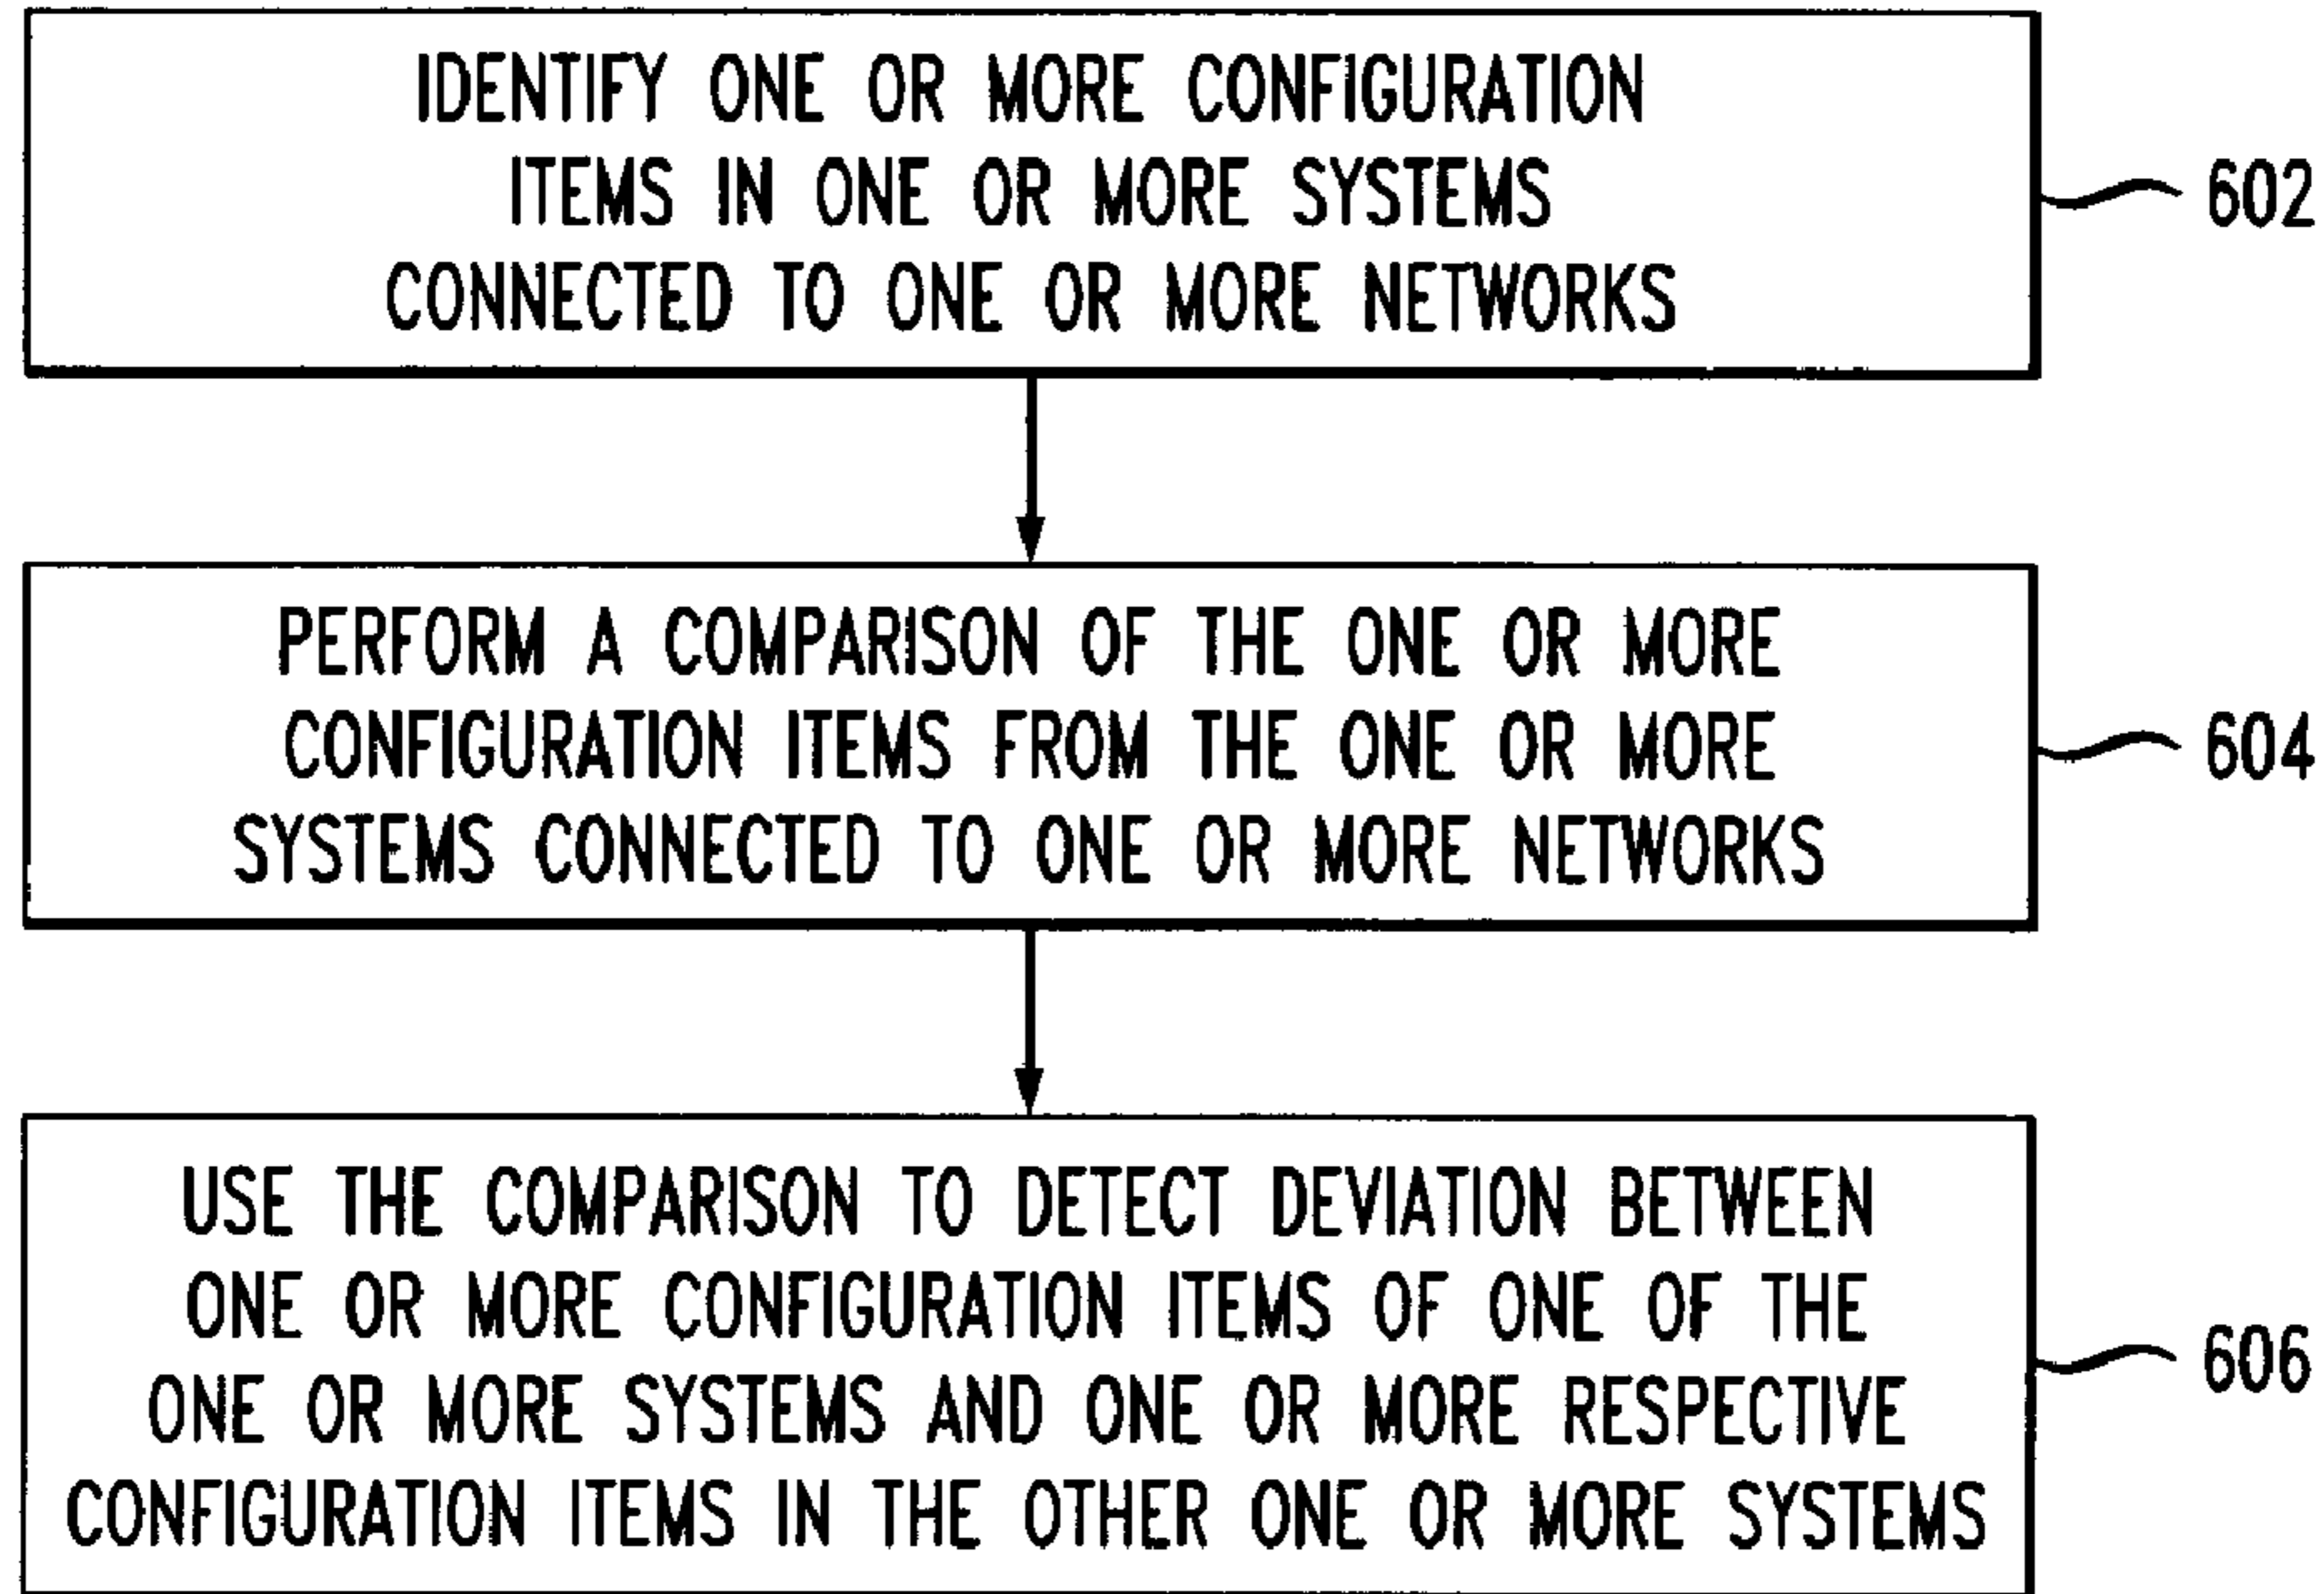 IDENTIFY ONE OR MORE CONFIGURATION
ITEMS IN ONE OR MORE SYSTEMS
CONNECTED TO ONE OR MORE NETWORKS
602
PERFORM A COMPARISON OF THE ONE OR MORE
CONFIGURATION ITEMS FROM THE ONE OR MORE
SYSTEMS CONNECTED TO ONE OR MORE NETWORKS
604
USE THE COMPARISON TO DETECT DEVIATION BETWEEN
ONE OR MORE CONFIGURATION ITEMS OF ONE OF THE
ONE OR MORE SYSTEMS AND ONE OR MORE RESPECTIVE
CONFIGURATION ITEMS IN THE OTHER ONE OR MORE SYSTEMS
606